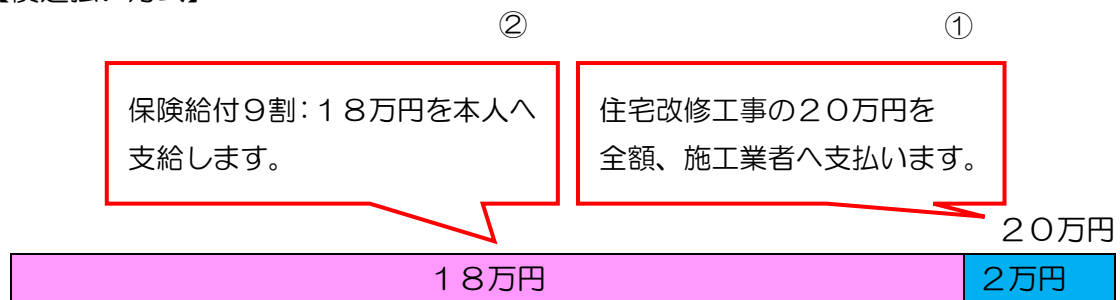 ② ①
保険給付９割：１８万円を本人へ
支給します。
住宅改修工事の２０万円を
全額、施工業者へ支払います。
２０万円
１８万円 ２万円